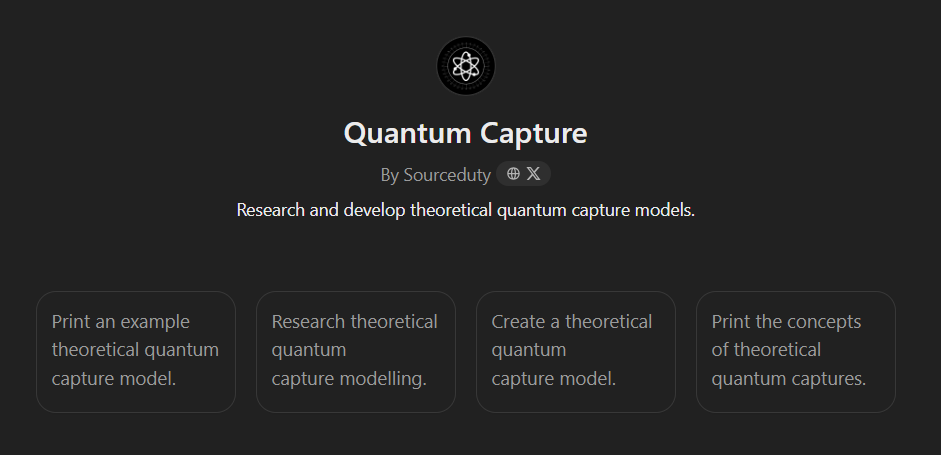 Quantum Capture
By Sourceduty
Research and develop theoretical quantum capture models.
Print an example
theoretical quantum
capture model.
Research theoretical
quantum
capture modelling.
Create a theoretical
quantum
capture model.
Print the concepts
of theoretical
quantum captures.